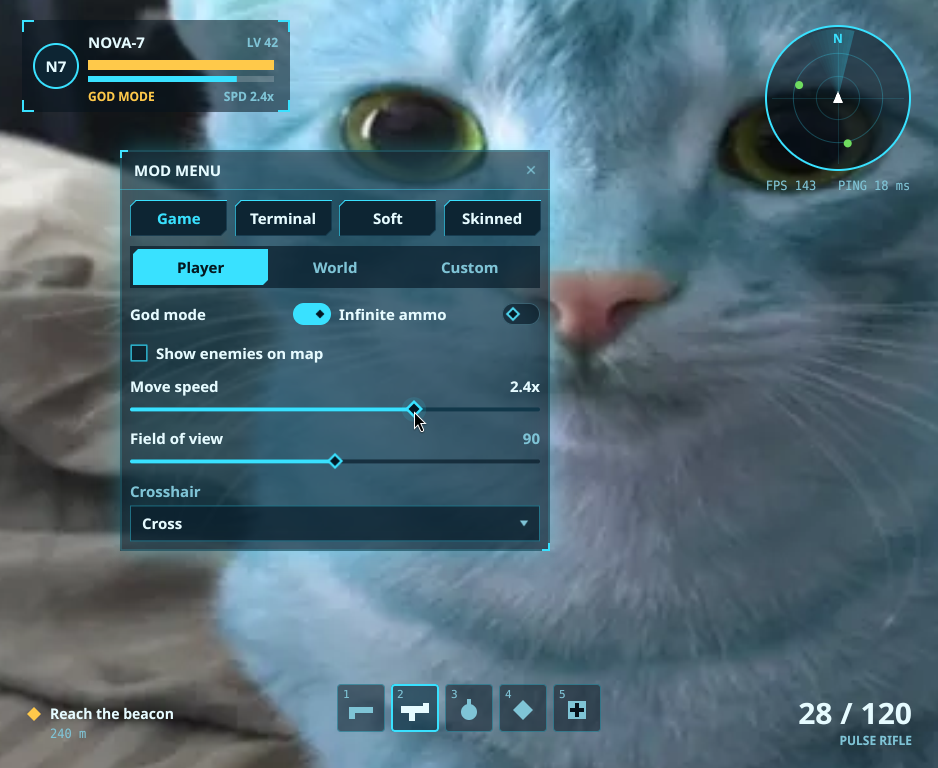 NOVA-7 LV 42
N7
GOD MODE SPD 2.4x
N
FPS 143 PING 18 ms
MOD MENU ×
Game Terminal Soft Skinned
Player World Custom
God mode Infinite ammo
Show enemies on map
Move speed 2.4x
Field of view 90
Crosshair
Cross
1 2 3 4 5
Reach the beacon
240 m
28 / 120
PULSE RIFLE